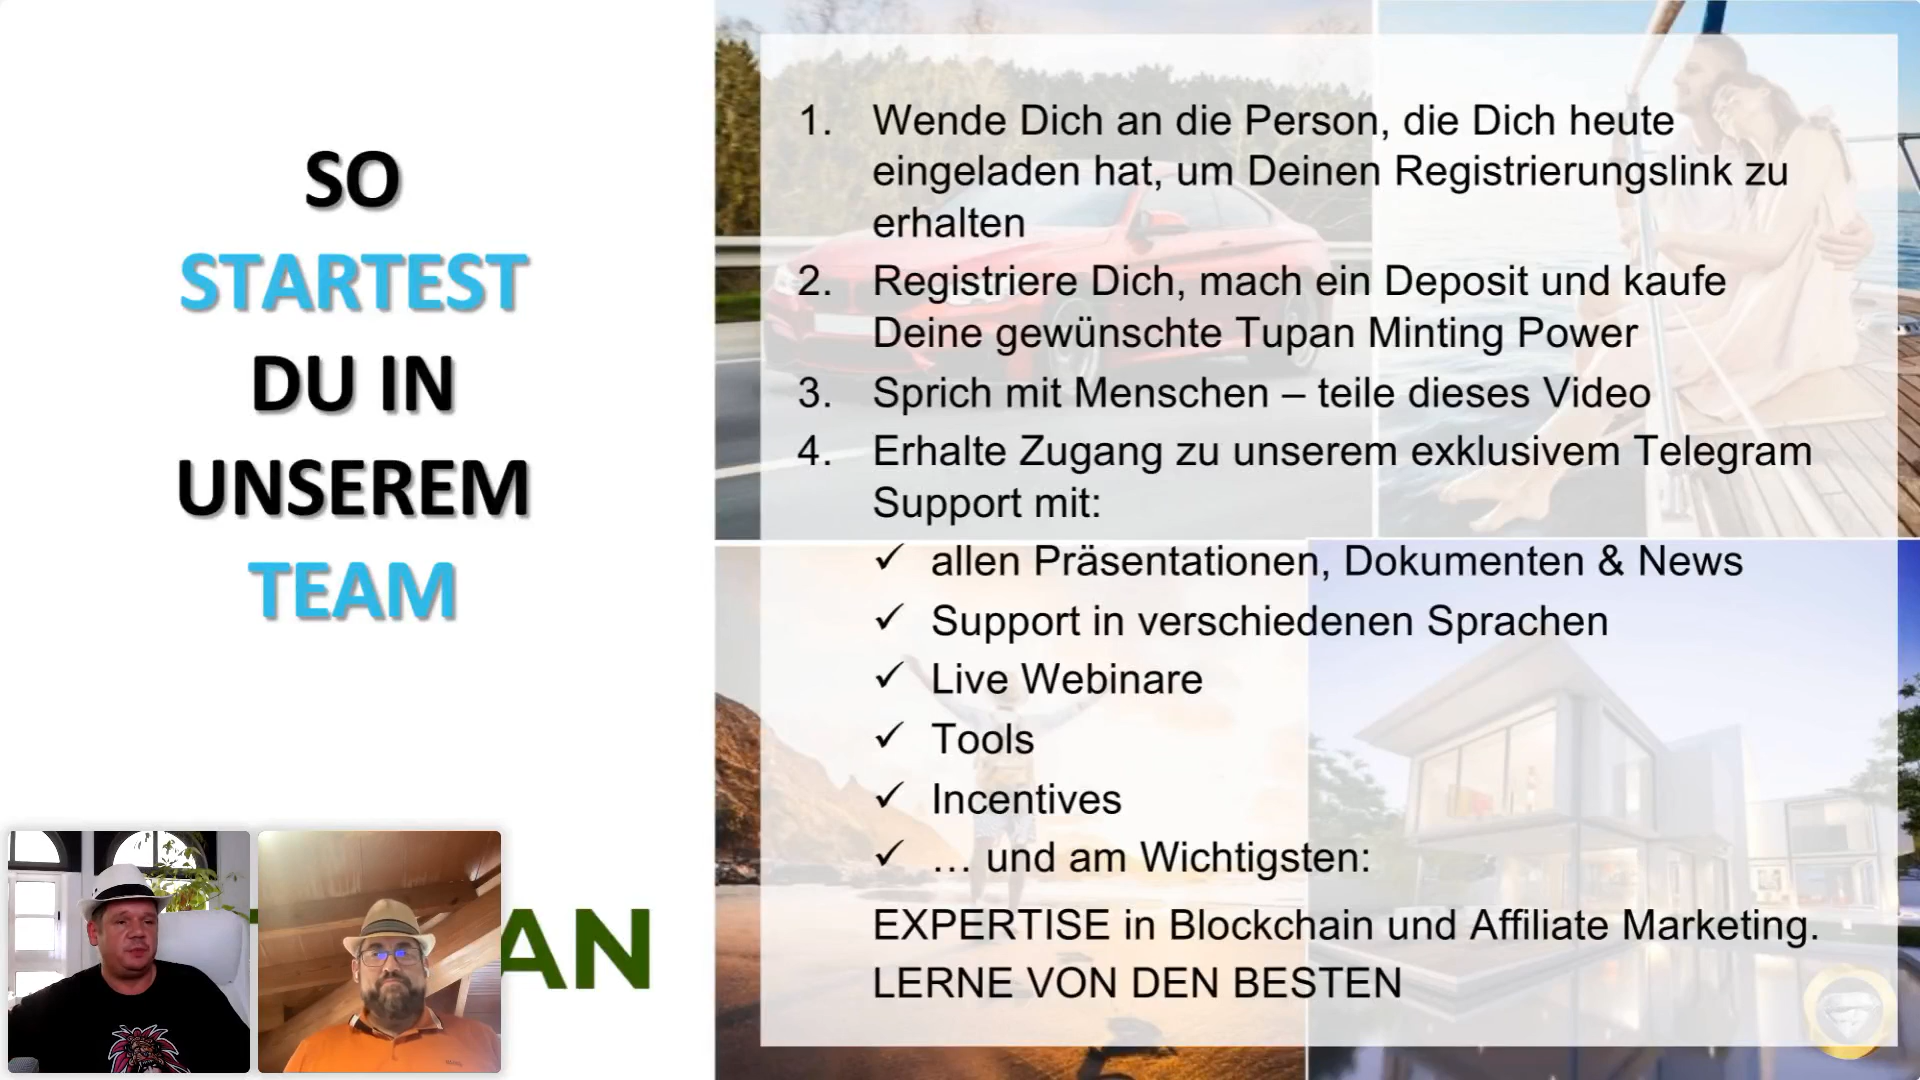 SO
STARTEST
DU IN
UNSEREM
TEAM
AN
1. Wende Dich an die Person, die Dich heute
eingeladen hat, um Deinen Registrierungslink zu
erhalten
2. Registriere Dich, mach ein Deposit und kaufe
Deine gewünschte Tupan Minting Power
3. Sprich mit Menschen – teile dieses Video
4. Erhalte Zugang zu unserem exklusivem Telegram
Support mit:
✓ allen Präsentationen, Dokumenten & News
✓ Support in verschiedenen Sprachen
✓ Live Webinare
✓ Tools
✓ Incentives
✓ … und am Wichtigsten:
EXPERTISE in Blockchain und Affiliate Marketing.
LERNE VON DEN BESTEN